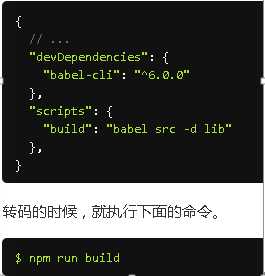 {
  // ...
  "devDependencies": {
    "babel-cli": "^6.0.0"
  },
  "scripts": {
    "build": "babel src -d lib"
  },
}
转码的时候，就执行下面的命令。
$ npm run build